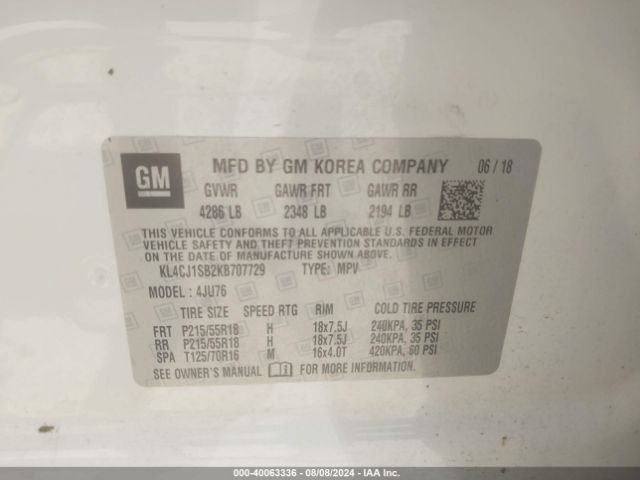 GM
MFD BY GM KOREA COMPANY 06 / 18
GVWR GAWR FRT GAWR RR
4286 LB 2348 LB 2194 LB
THIS VEHICLE CONFORMS TO ALL APPLICABLE U.S. FEDERAL MOTOR
VEHICLE SAFETY AND THEFT PREVENTION STANDARDS IN EFFECT
ON THE DATE OF MANUFACTURE SHOWN ABOVE.
KL4CJ1SB2KB707729 TYPE: MPV
MODEL : 4JU76
TIRE SIZE SPEED RTG RIM COLD TIRE PRESSURE
FRT P215/55R18 H 18x7.5J 240KPA, 35 PSI
RR P215/55R18 H 18x7.5J 240KPA, 35 PSI
SPA T125/70R16 M 16x4.0T 420KPA, 60 PSI
SEE OWNER'S MANUAL FOR MORE INFORMATION.
000-40063336 - 08/08/2024 - IAAI.com